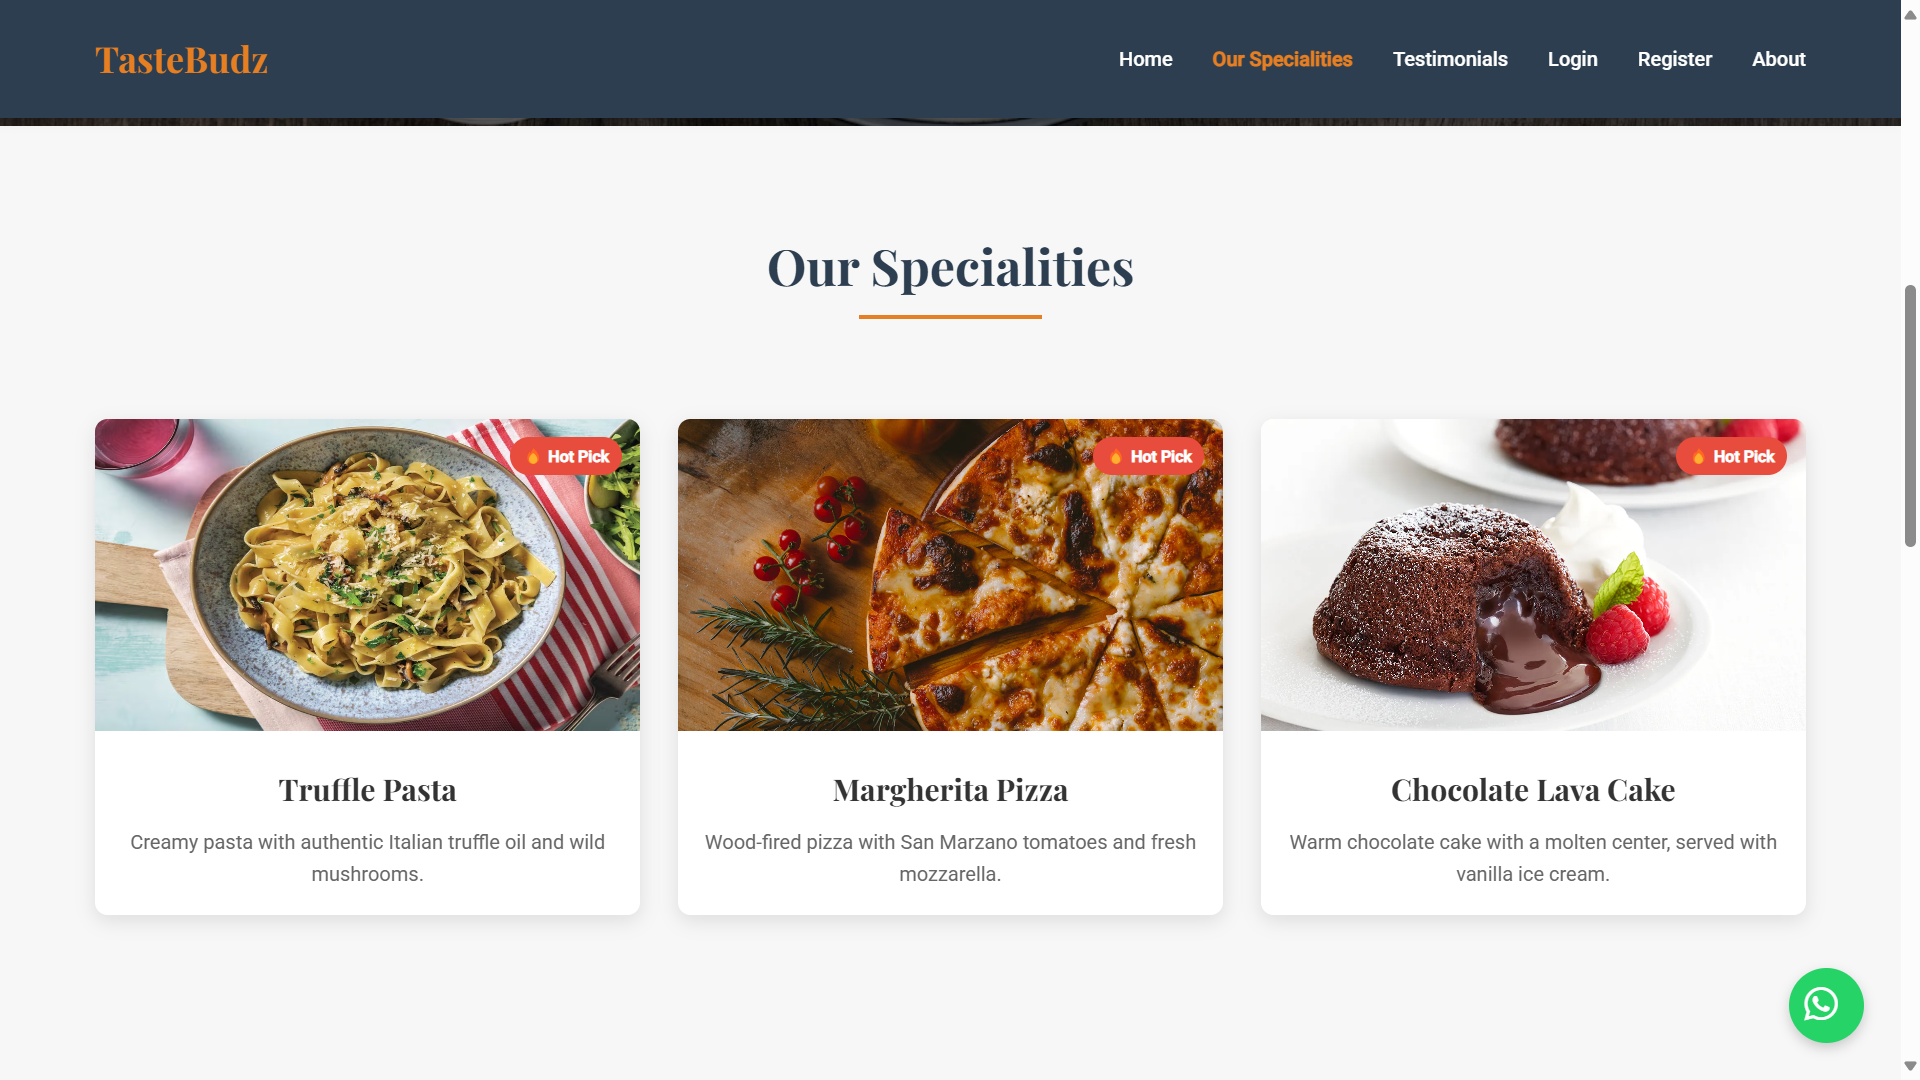 TasteBudz
Home
Our Specialities
Testimonials
Login
Register
About
Our Specialities
Hot Pick
Hot Pick
Hot Pick
Truffle Pasta
Creamy pasta with authentic Italian truffle oil and wild
mushrooms.
Margherita Pizza
Wood-fired pizza with San Marzano tomatoes and fresh
mozzarella.
Chocolate Lava Cake
Warm chocolate cake with a molten center, served with
vanilla ice cream.